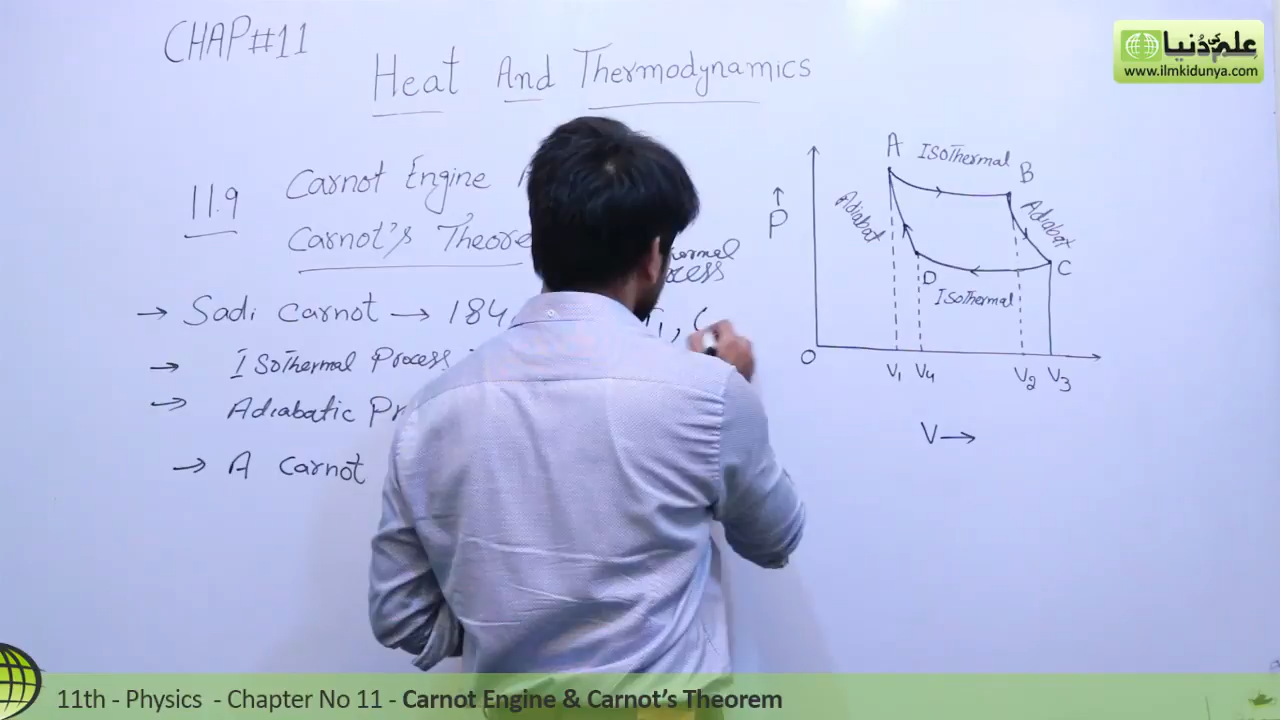 CHAP#11
Heat And Thermodynamics
علم کی دُنیا
www.ilmkidunya.com
11.9 Carnot Engine
Carnot's Theore
→ Sadi Carnot → 184
→ Isothermal Process
→ Adiabatic Pr
→ A Carnot
T₁,
A Isothermal B
Adiabat
Adiabat
↑
P
D
C
Isothermal
O
V₁ V₄ V₂ V₃
V→
11th - Physics - Chapter No 11 - Carnot Engine & Carnot's Theorem